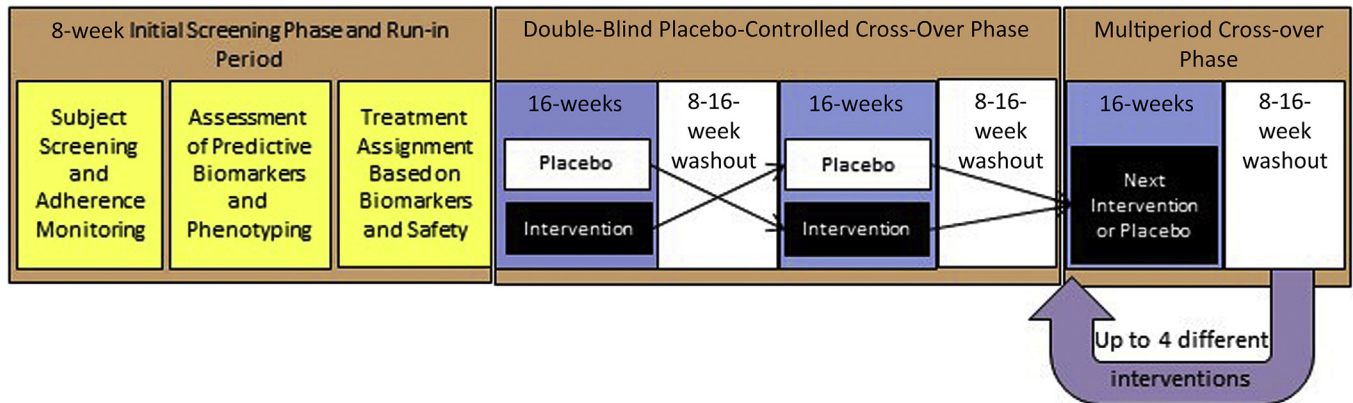 8-week Initial Screening Phase and Run-in
Period
Subject
Screening
and
Adherence
Monitoring
Assessment
of Predictive
Biomarkers
and
Phenotyping
Treatment
Assignment
Based on
Biomarkers
and Safety
Double-Blind Placebo-Controlled Cross-Over Phase
16-weeks
Placebo
Intervention
8-16-
week
washout
16-weeks
Placebo
Intervention
8-16-
week
washout
Multiperiod Cross-over
Phase
16-weeks
Next
Intervention
or Placebo
8-16-
week
washout
Up to 4 different
interventions